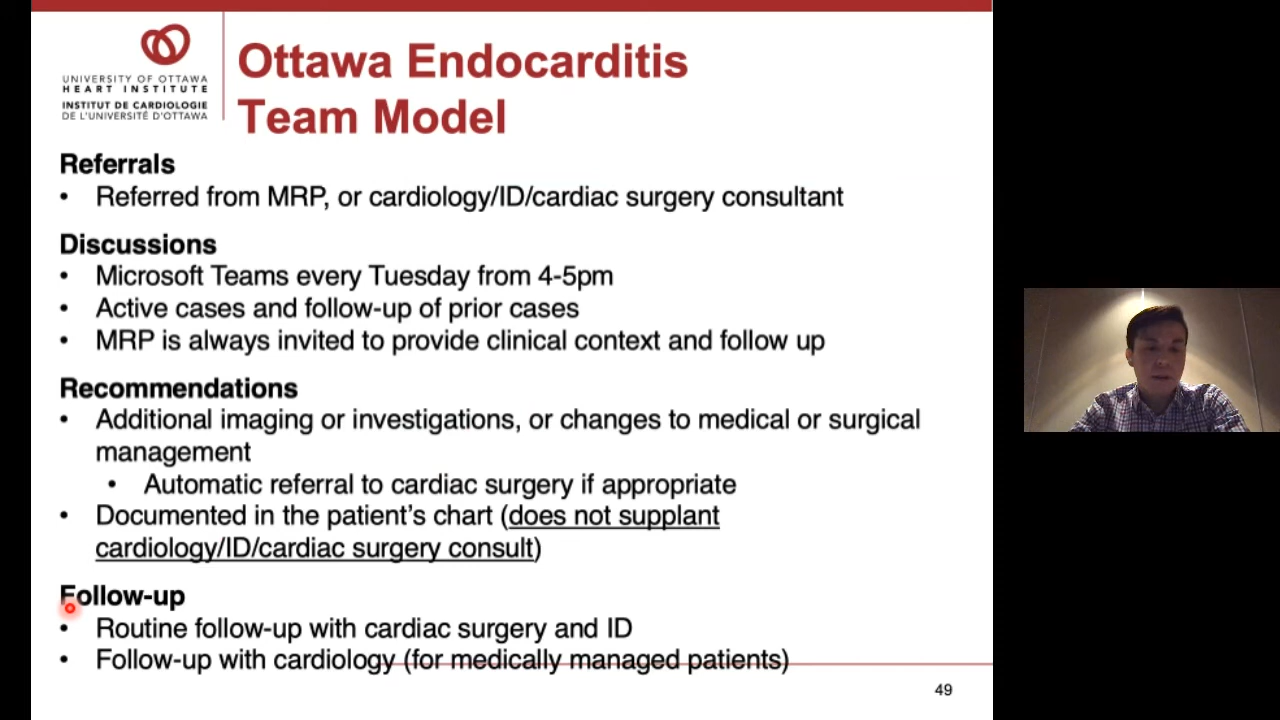 UNIVERSITY OF OTTAWA
HEART INSTITUTE
INSTITUT DE CARDIOLOGIE
DE L'UNIVERSITÉ D'OTTAWA
Ottawa Endocarditis
Team Model
Referrals
• Referred from MRP, or cardiology/ID/cardiac surgery consultant
Discussions
• Microsoft Teams every Tuesday from 4-5pm
• Active cases and follow-up of prior cases
• MRP is always invited to provide clinical context and follow up
Recommendations
• Additional imaging or investigations, or changes to medical or surgical
management
• Automatic referral to cardiac surgery if appropriate
• Documented in the patient’s chart (does not supplant
cardiology/ID/cardiac surgery consult)
Follow-up
• Routine follow-up with cardiac surgery and ID
• Follow-up with cardiology (for medically managed patients)
49